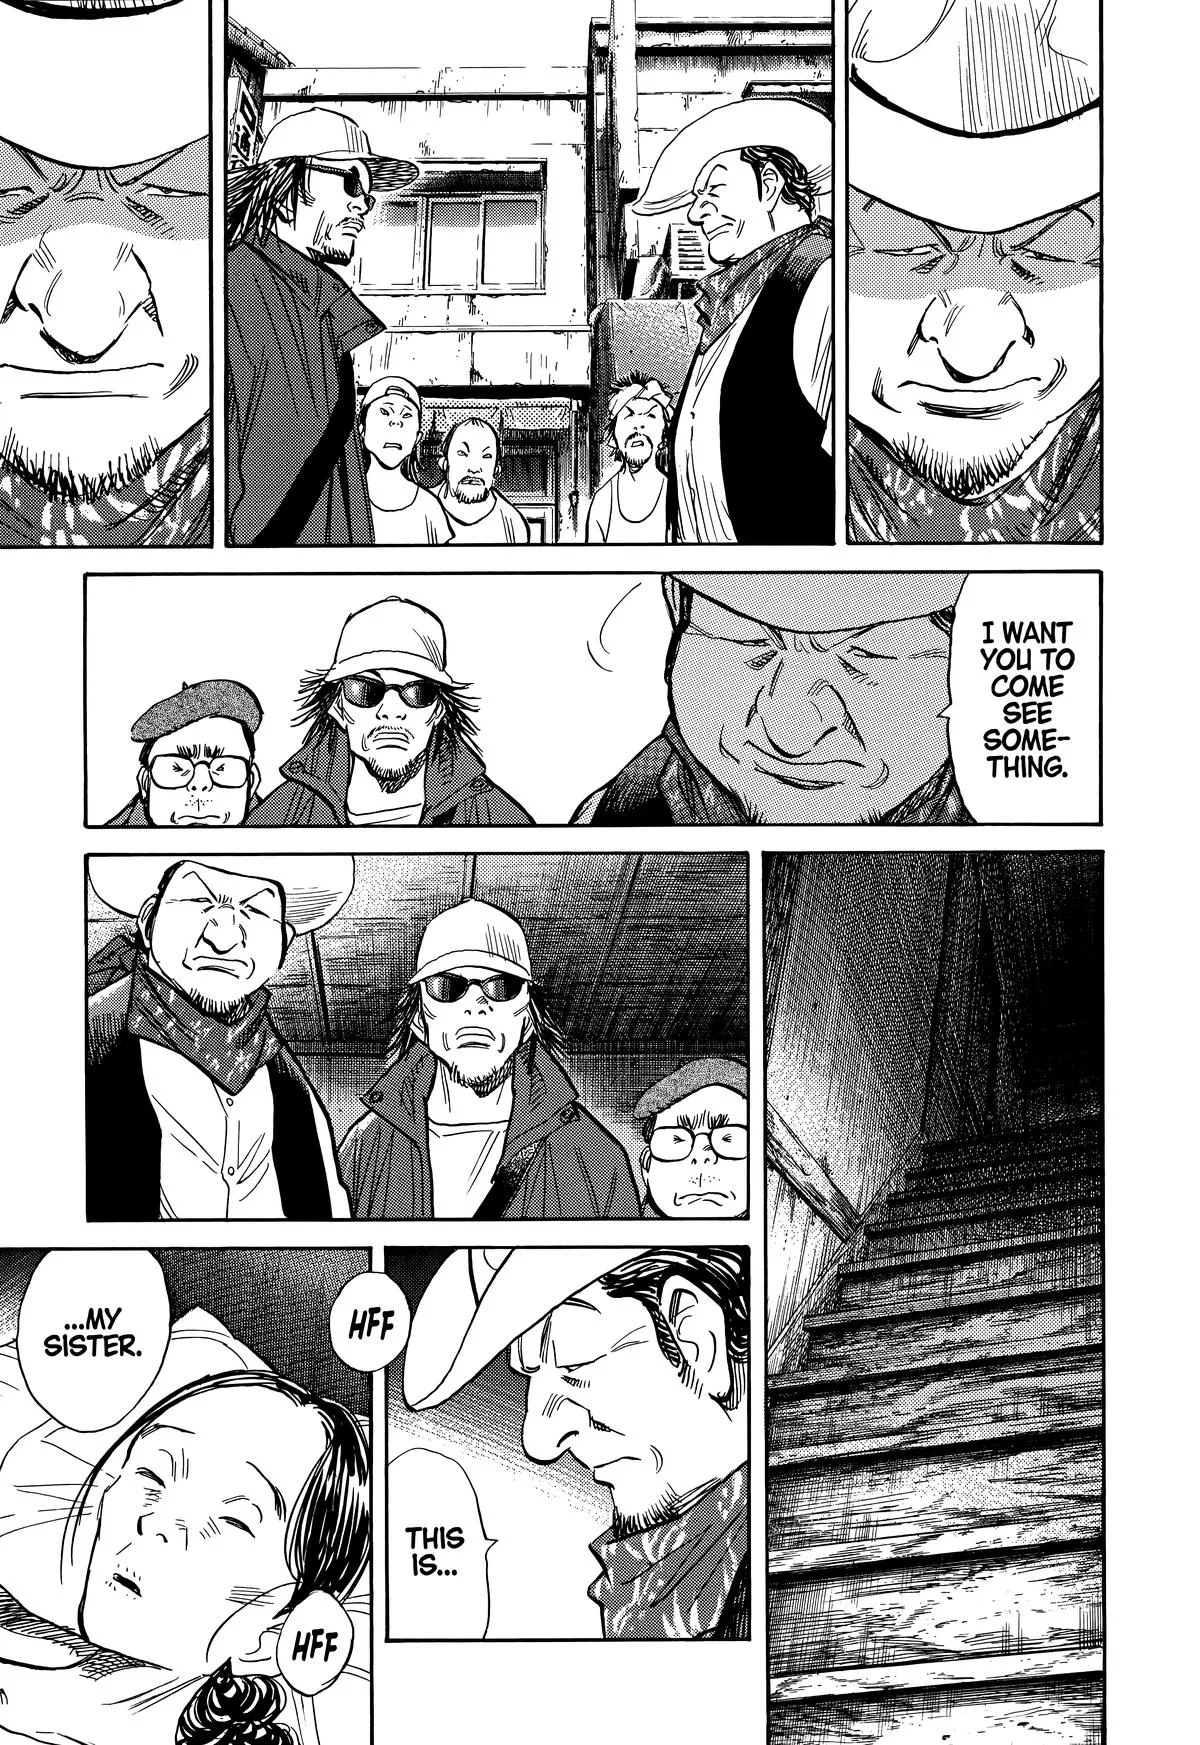 I WANT
YOU TO
COME
SEE
SOME-
THING.
HFF
THIS
IS...
...MY
SISTER.
HFF